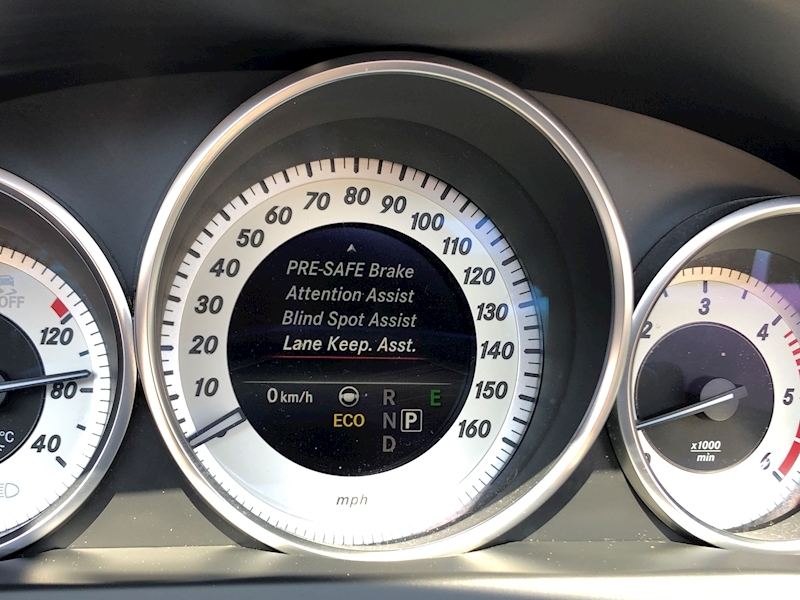 PRE-SAFE Brake
Attention Assist
Blind Spot Assist
Lane Keep. Asst.
0 km/h
ECO
R
N P
D
E
mph
10
20
30
40
50
60
70
80
90
100
110
120
130
140
150
160
OFF
120
80
40
°C
2
3
4
5
6
x1000
min